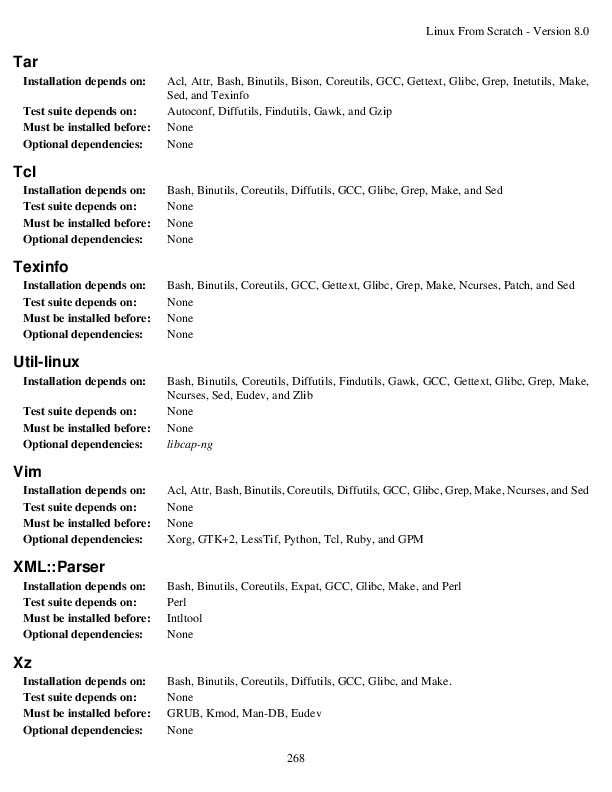 Linux From Scratch - Version 8.0
Tar
Installation depends on: Acl, Attr, Bash, Binutils, Bison, Coreutils, GCC, Gettext, Glibc, Grep, Inetutils, Make,
Sed, and Texinfo
Test suite depends on: Autoconf, Diffutils, Findutils, Gawk, and Gzip
Must be installed before: None
Optional dependencies: None
Tcl
Installation depends on: Bash, Binutils, Coreutils, Diffutils, GCC, Glibc, Grep, Make, and Sed
Test suite depends on: None
Must be installed before: None
Optional dependencies: None
Texinfo
Installation depends on: Bash, Binutils, Coreutils, GCC, Gettext, Glibc, Grep, Make, Ncurses, Patch, and Sed
Test suite depends on: None
Must be installed before: None
Optional dependencies: None
Util-linux
Installation depends on: Bash, Binutils, Coreutils, Diffutils, Findutils, Gawk, GCC, Gettext, Glibc, Grep, Make,
Ncurses, Sed, Eudev, and Zlib
Test suite depends on: None
Must be installed before: None
Optional dependencies: libcap-ng
Vim
Installation depends on: Acl, Attr, Bash, Binutils, Coreutils, Diffutils, GCC, Glibc, Grep, Make, Ncurses, and Sed
Test suite depends on: None
Must be installed before: None
Optional dependencies: Xorg, GTK+2, LessTif, Python, Tcl, Ruby, and GPM
XML::Parser
Installation depends on: Bash, Binutils, Coreutils, Expat, GCC, Glibc, Make, and Perl
Test suite depends on: Perl
Must be installed before: Intltool
Optional dependencies: None
Xz
Installation depends on: Bash, Binutils, Coreutils, Diffutils, GCC, Glibc, and Make.
Test suite depends on: None
Must be installed before: GRUB, Kmod, Man-DB, Eudev
Optional dependencies: None
268